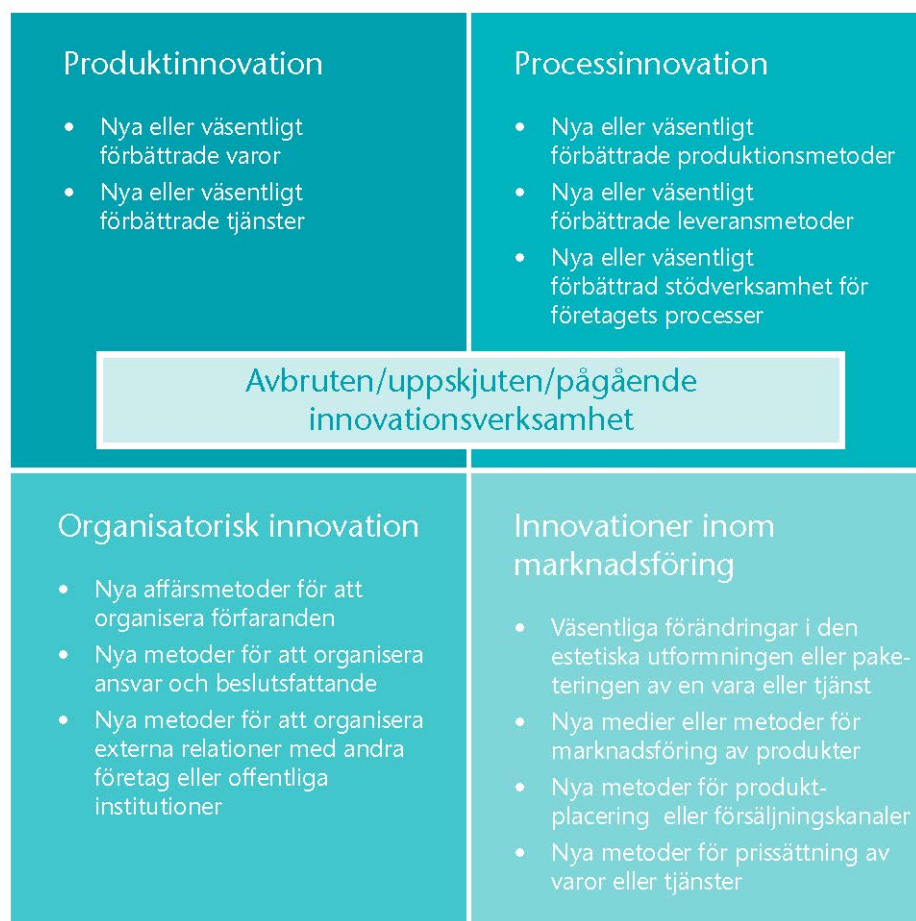 Produktinnovation
• Nya eller väsentligt
förbättrade varor
• Nya eller väsentligt
förbättrade tjänster
Processinnovation
• Nya eller väsentligt
förbättrade produktionsmetoder
• Nya eller väsentligt
förbättrade leveransmetoder
• Nya eller väsentligt
förbättrad stödverksamhet för
företagets processer
Avbruten/uppskjuten/pågående
innovationsverksamhet
Organisatorisk innovation
• Nya affärsmetoder för att
organisera förfaranden
• Nya metoder för att organisera
ansvar och beslutsfattande
• Nya metoder för att organisera
externa relationer med andra
företag eller offentliga
institutioner
Innovationer inom
marknadsföring
• Väsentliga förändringar i den
estetiska utformningen eller pake-
teringen av en vara eller tjänst
• Nya medier eller metoder för
marknadsföring av produkter
• Nya metoder för produkt-
placering eller försäljningskanaler
• Nya metoder för prissättning av
varor eller tjänster